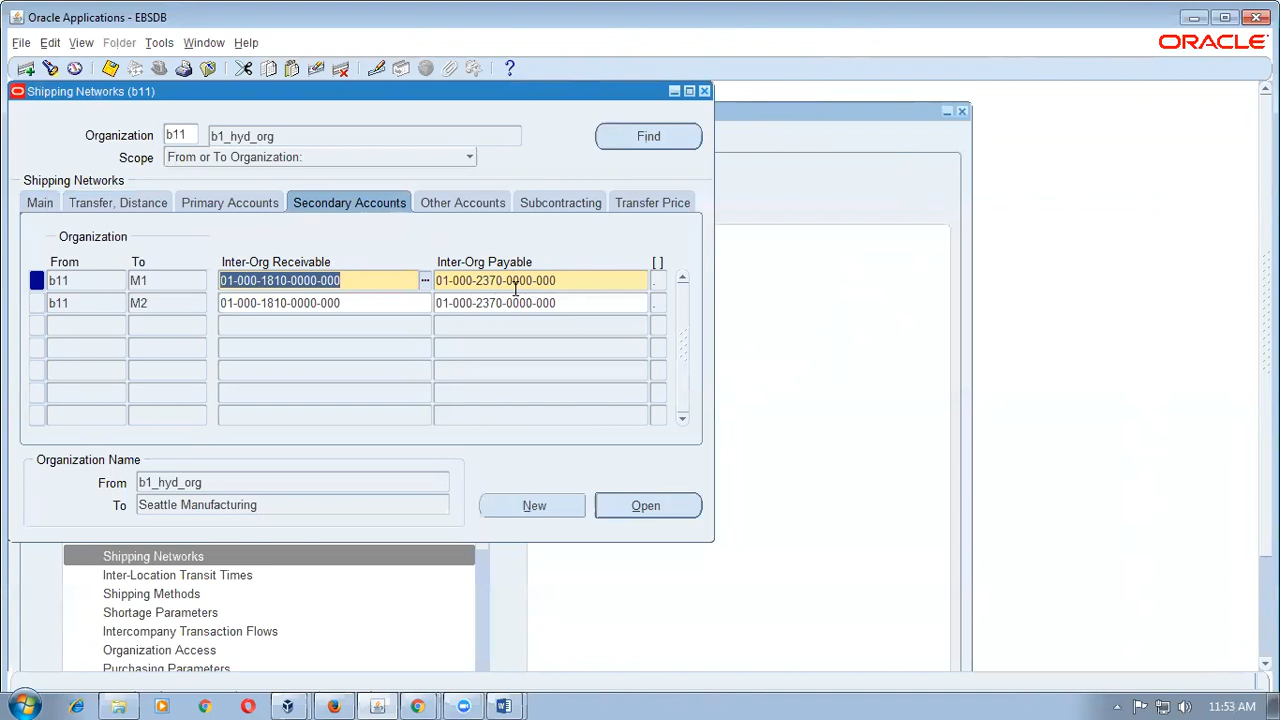 Oracle Applications - EBSDB
File Edit View Folder Tools Window Help
ORACLE
Shipping Networks (b11)
Organization b11 b1_hyd_org Find
Scope From or To Organization:
Shipping Networks
Main Transfer, Distance Primary Accounts Secondary Accounts Other Accounts Subcontracting Transfer Price
Organization
From To Inter-Org Receivable Inter-Org Payable [ ]
b11 M1 01-000-1810-0000-000 ... 01-000-2370-0000-000 .
b11 M2 01-000-1810-0000-000 01-000-2370-0000-000 .
Organization Name
From b1_hyd_org
To Seattle Manufacturing
New Open
Shipping Networks
Inter-Location Transit Times
Shipping Methods
Shortage Parameters
Intercompany Transaction Flows
Organization Access
Purchasing Parameters
11:53 AM